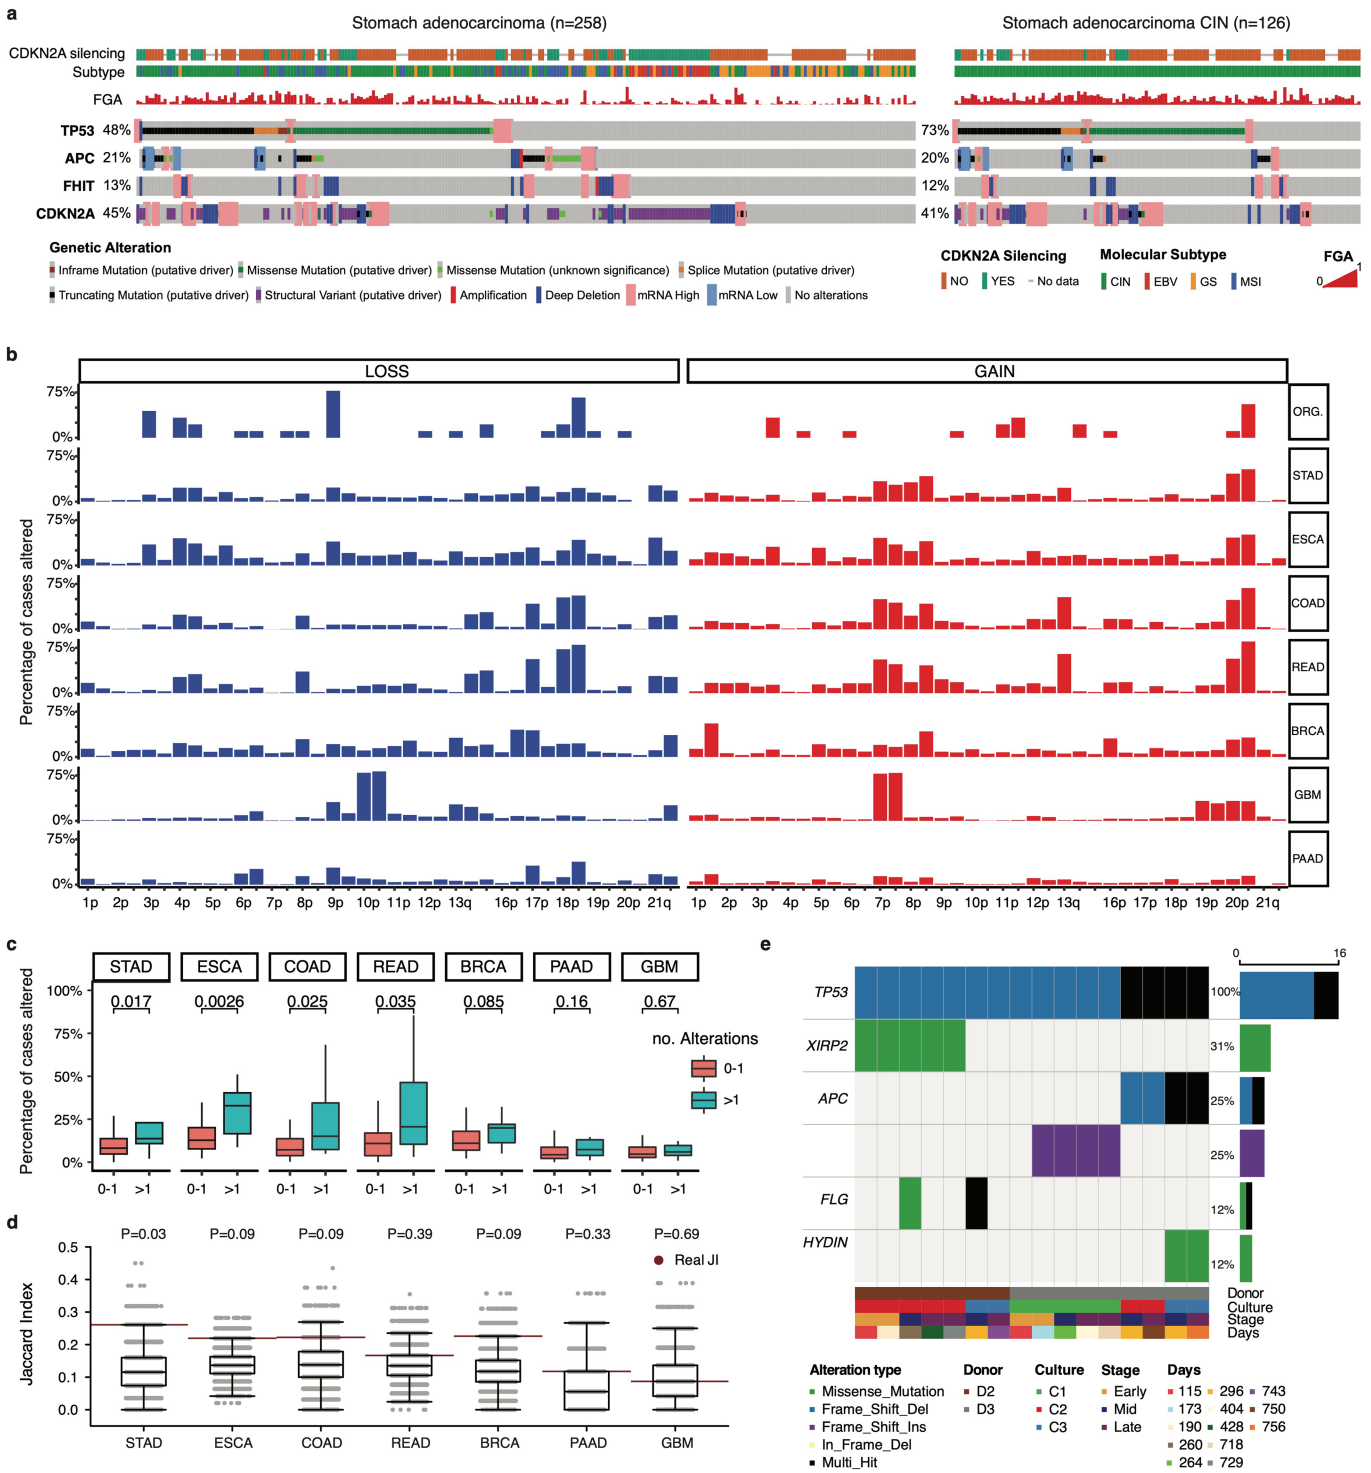 a
Stomach adenocarcinoma (n=258)
Stomach adenocarcinoma CIN (n=126)
CDKN2A silencing
Subtype
FGA
TP53 48% 73%
APC 21% 20%
FHIT 13% 12%
CDKN2A 45% 41%
Genetic Alteration
Inframe Mutation (putative driver) Missense Mutation (putative driver) Missense Mutation (unknown significance) Splice Mutation (putative driver)
Truncating Mutation (putative driver) Structural Variant (putative driver) Amplification Deep Deletion mRNA High mRNA Low No alterations
CDKN2A Silencing
NO YES No data
Molecular Subtype
CIN EBV GS MSI
FGA
0 1
b
LOSS GAIN
Percentage of cases altered
75%
0%
ORG.
75%
0%
STAD
75%
0%
ESCA
75%
0%
COAD
75%
0%
READ
75%
0%
BRCA
75%
0%
GBM
75%
0%
PAAD
1p 2p 3p 4p 5p 6p 7p 8p 9p 10p 11p 12p 13q 16p 17p 18p 19p 20p 21q
1p 2p 3p 4p 5p 6p 7p 8p 9p 10p 11p 12p 13q 16p 17p 18p 19p 20p 21q
c
STAD ESCA COAD READ BRCA PAAD GBM
Percentage of cases altered
100%
75%
50%
25%
0%
0.017 0.0026 0.025 0.035 0.085 0.16 0.67
no. Alterations
0-1
>1
0-1 >1 0-1 >1 0-1 >1 0-1 >1 0-1 >1 0-1 >1 0-1 >1
d
P=0.03 P=0.09 P=0.09 P=0.39 P=0.09 P=0.33 P=0.69
Real JI
Jaccard Index
0.5
0.4
0.3
0.2
0.1
0.0
STAD ESCA COAD READ BRCA PAAD GBM
e
0 16
TP53 100%
XIRP2 31%
APC 25%
25%
FLG 12%
HYDIN 12%
Donor
Culture
Stage
Days
Alteration type
Missense_Mutation
Frame_Shift_Del
Frame_Shift_Ins
In_Frame_Del
Multi_Hit
Donor
D2
D3
Culture
C1
C2
C3
Stage
Early
Mid
Late
Days
115 296 743
173 404 750
190 428 756
260 718
264 729